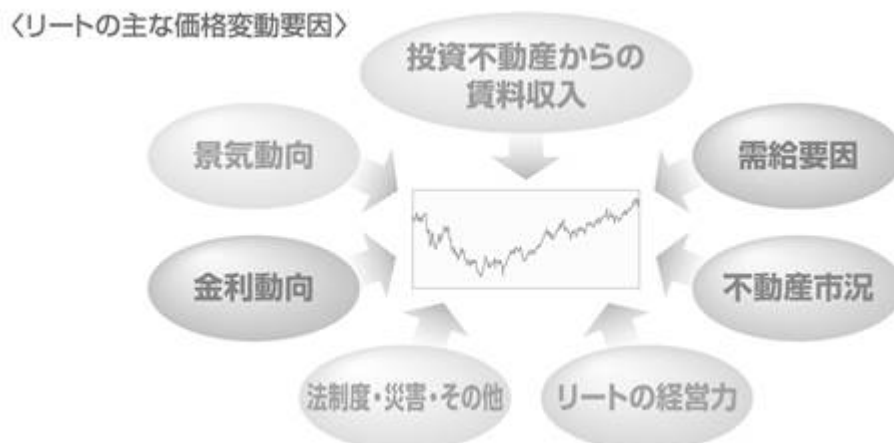 〈リートの主な価格変動要因〉
投資不動産からの
賃料収入
景気動向
需給要因
金利動向
不動産市況
法制度・災害・その他
リートの経営力